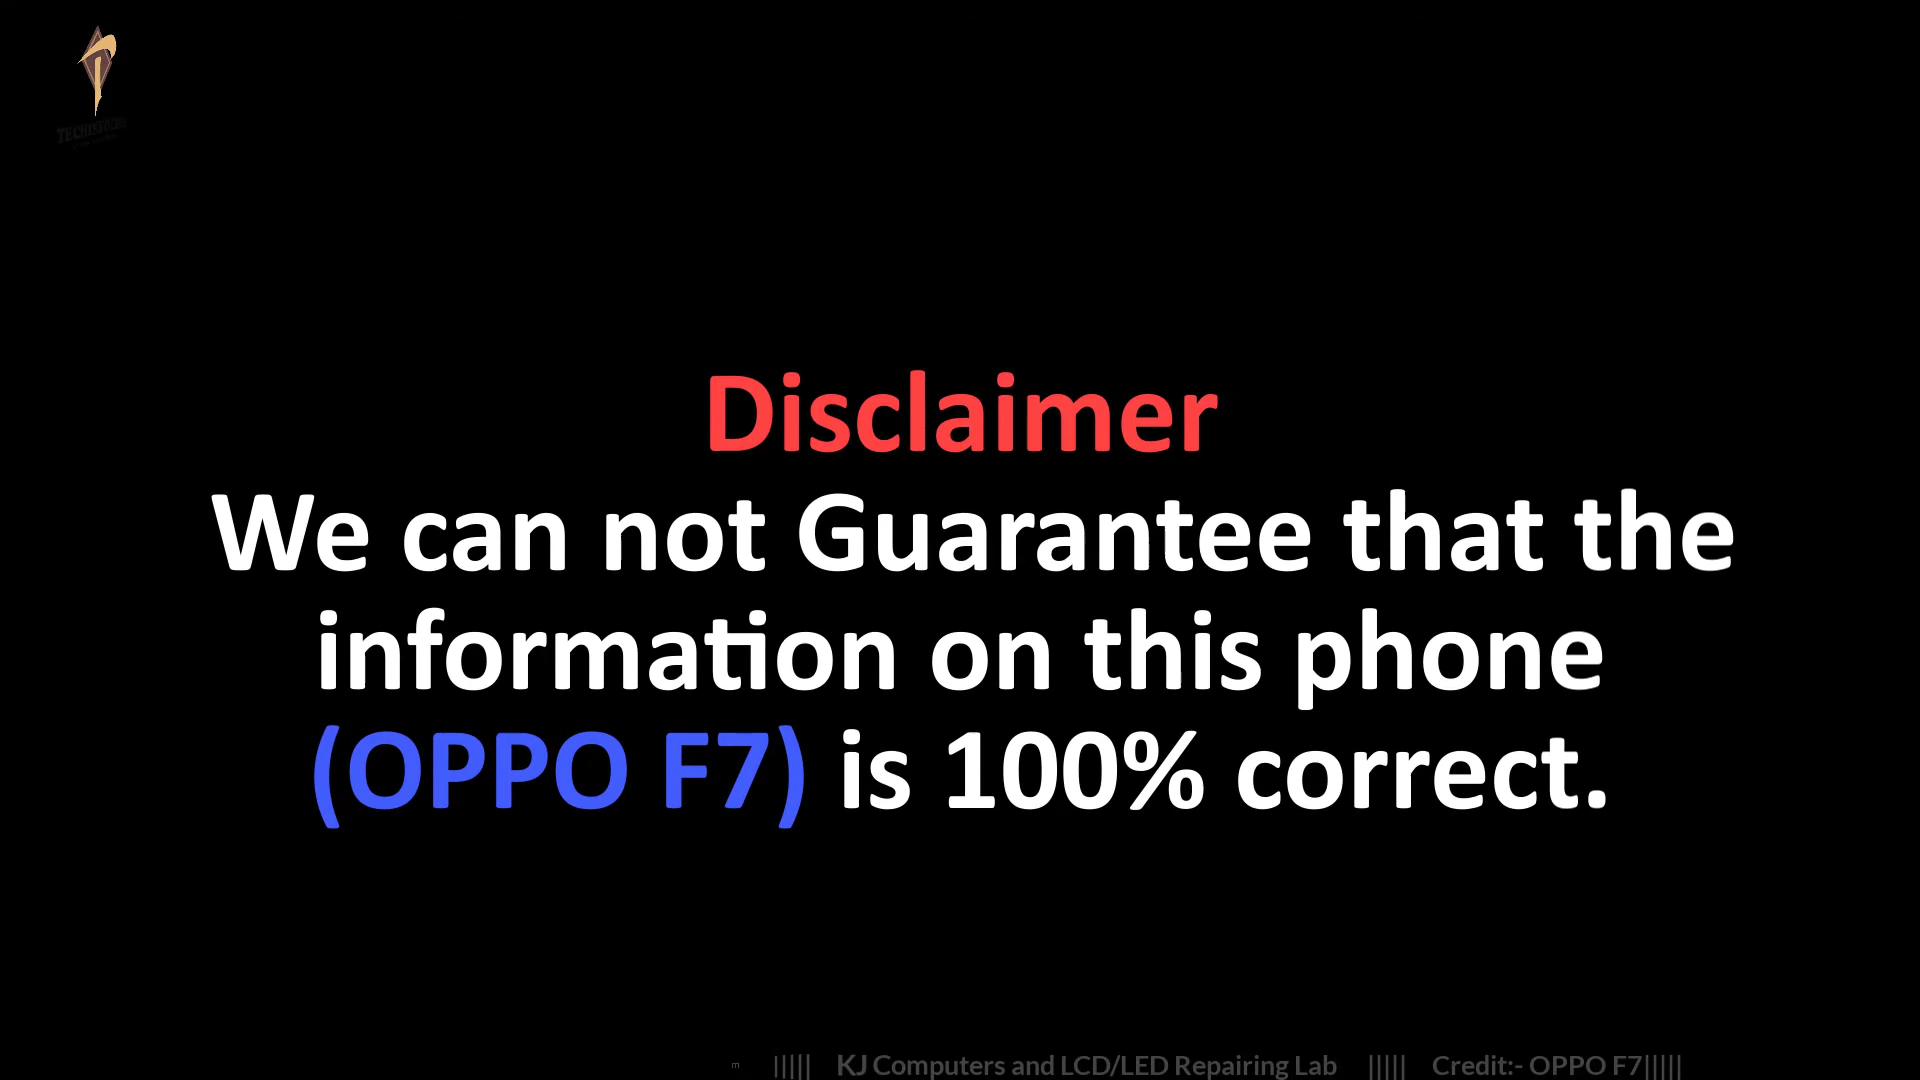 Disclaimer
We can not Guarantee that the
information on this phone
(OPPO F7) is 100% correct.
||||| KJ Computers and LCD/LED Repairing Lab ||||| Credit:- OPPO F7|||||